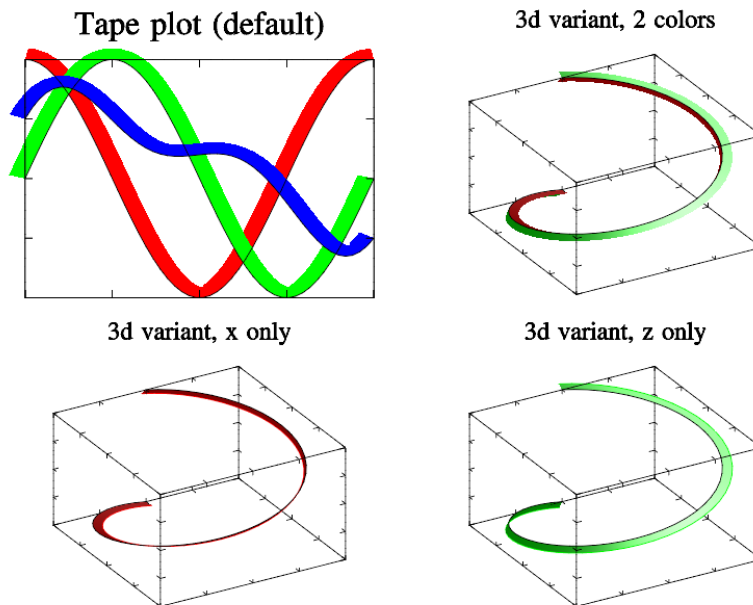 Tape plot (default)
3d variant, 2 colors
3d variant, x only
3d variant, z only